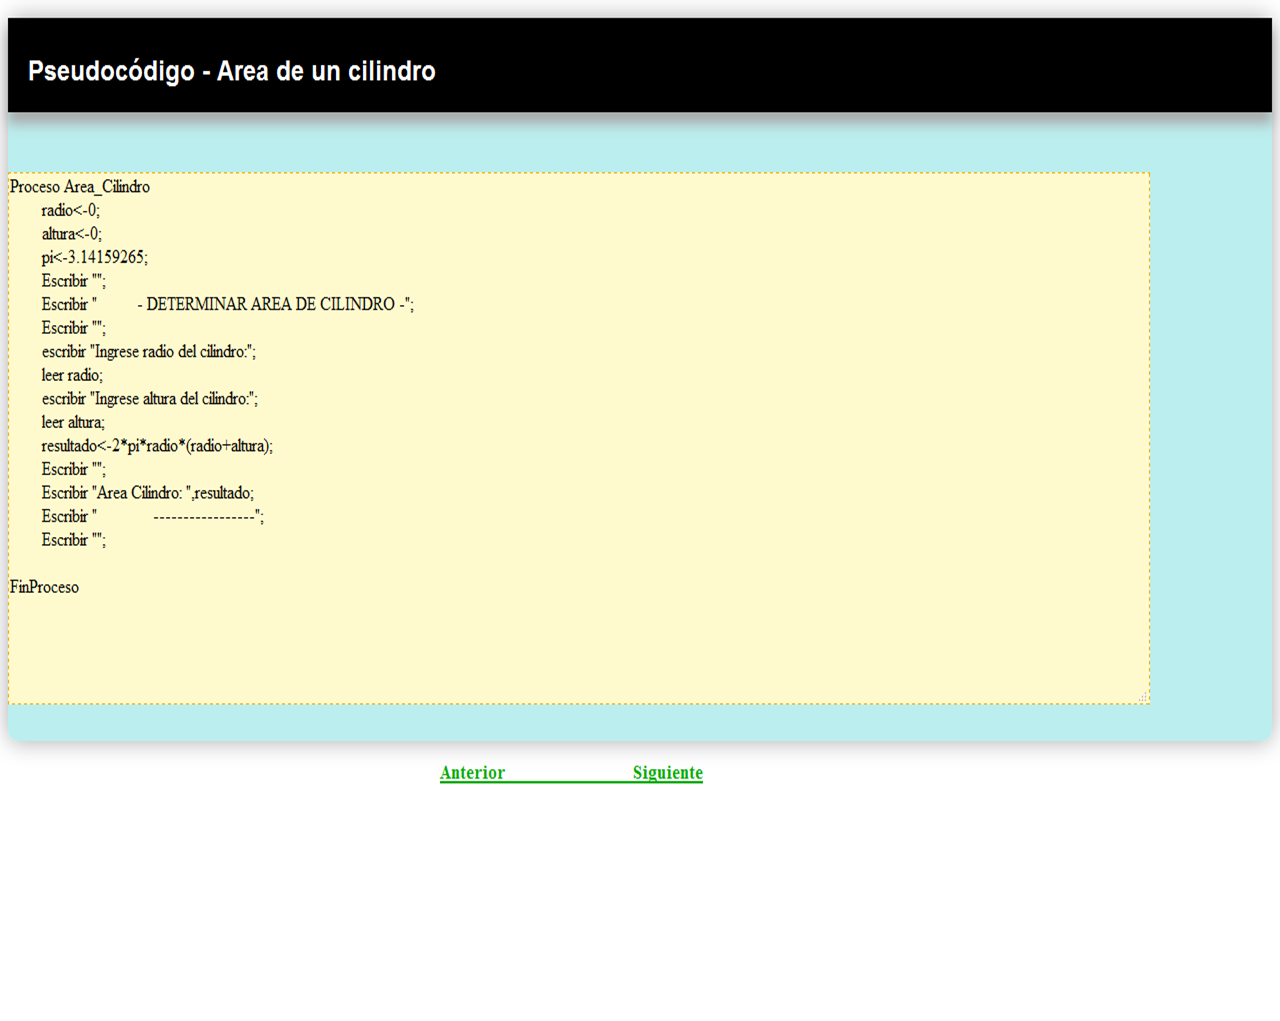 Pseudocódigo - Area de un cilindro
Proceso Area_Cilindro
radio<-0;
altura<-0;
pi<-3.14159265;
Escribir "";
Escribir "          - DETERMINAR AREA DE CILINDRO -";
Escribir "";
escribir "Ingrese radio del cilindro:";
leer radio;
escribir "Ingrese altura del cilindro:";
leer altura;
resultado<-2*pi*radio*(radio+altura);
Escribir "";
Escribir "Area Cilindro: ",resultado;
Escribir "              -----------------";
Escribir "";
FinProceso
Anterior Siguiente